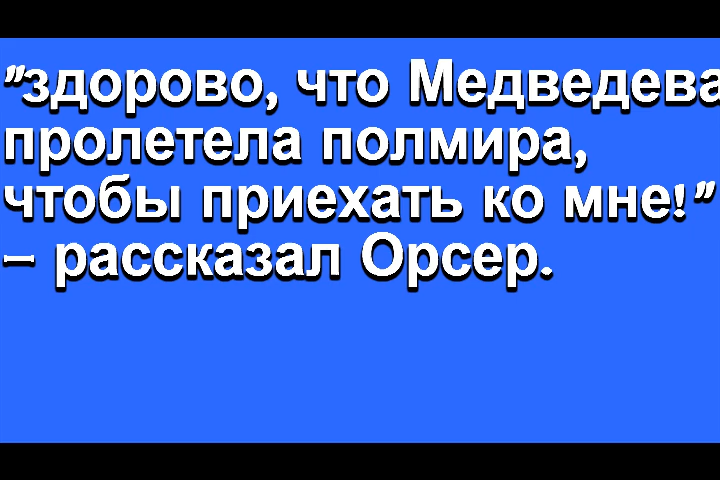 "здорово, что Медведева
пролетела полмира,
чтобы приехать ко мне!"
– рассказал Орсер.